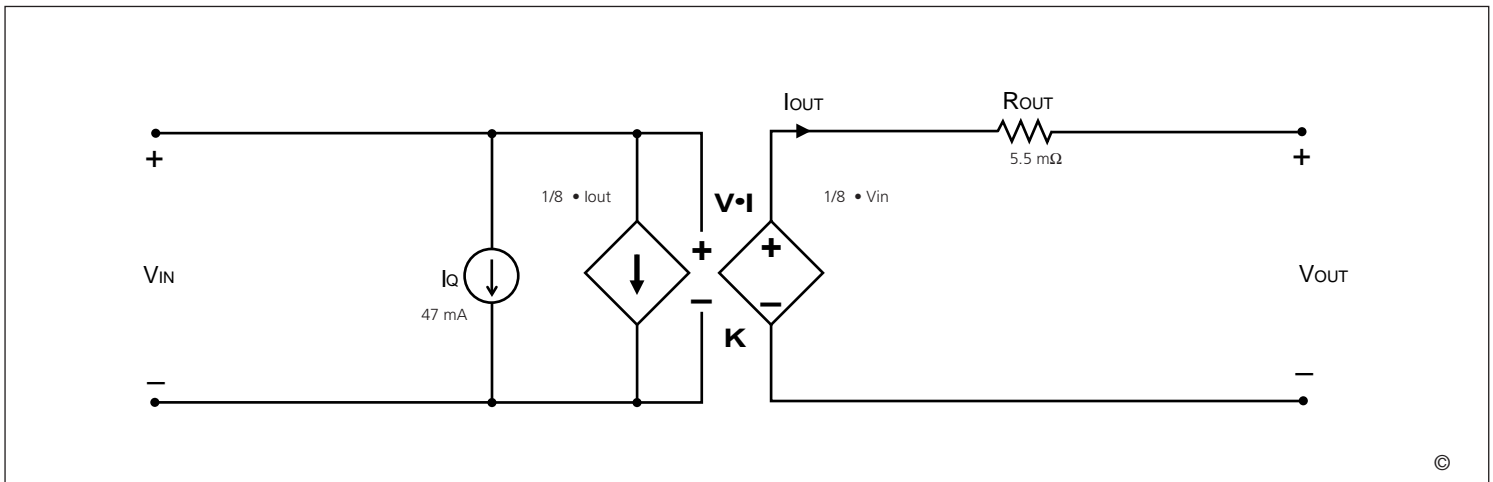 IOUT
ROUT
+
5.5 mΩ
+
1/8 • Iout
V•I
1/8 • Vin
+
+
VIN
IQ
VOUT
47 mA
–
–
K
–
–
©